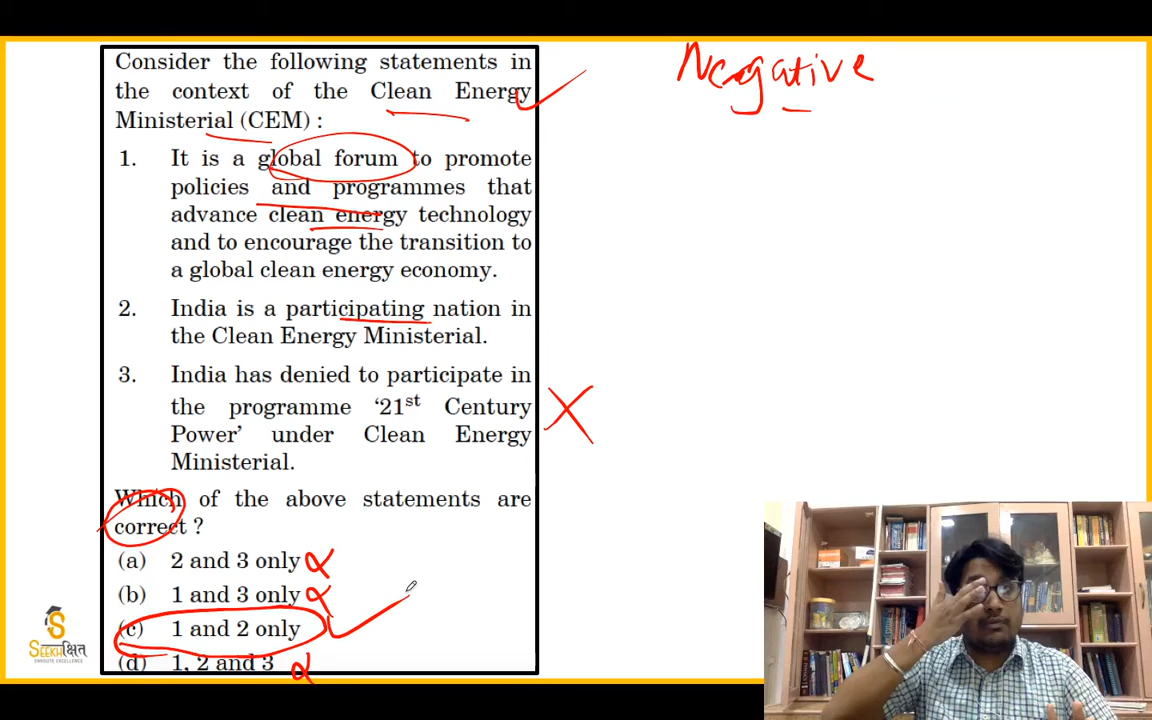 Negative
Consider the following statements in
the context of the Clean Energy
Ministerial (CEM) :
1. It is a global forum to promote
policies and programmes that
advance clean energy technology
and to encourage the transition to
a global clean energy economy.
2. India is a participating nation in
the Clean Energy Ministerial.
3. India has denied to participate in
the programme ‘21st Century
Power’ under Clean Energy
Ministerial.
Which of the above statements are
correct ?
(a) 2 and 3 only
(b) 1 and 3 only
(c) 1 and 2 only
(d) 1, 2 and 3
S
SEEKHक्षित